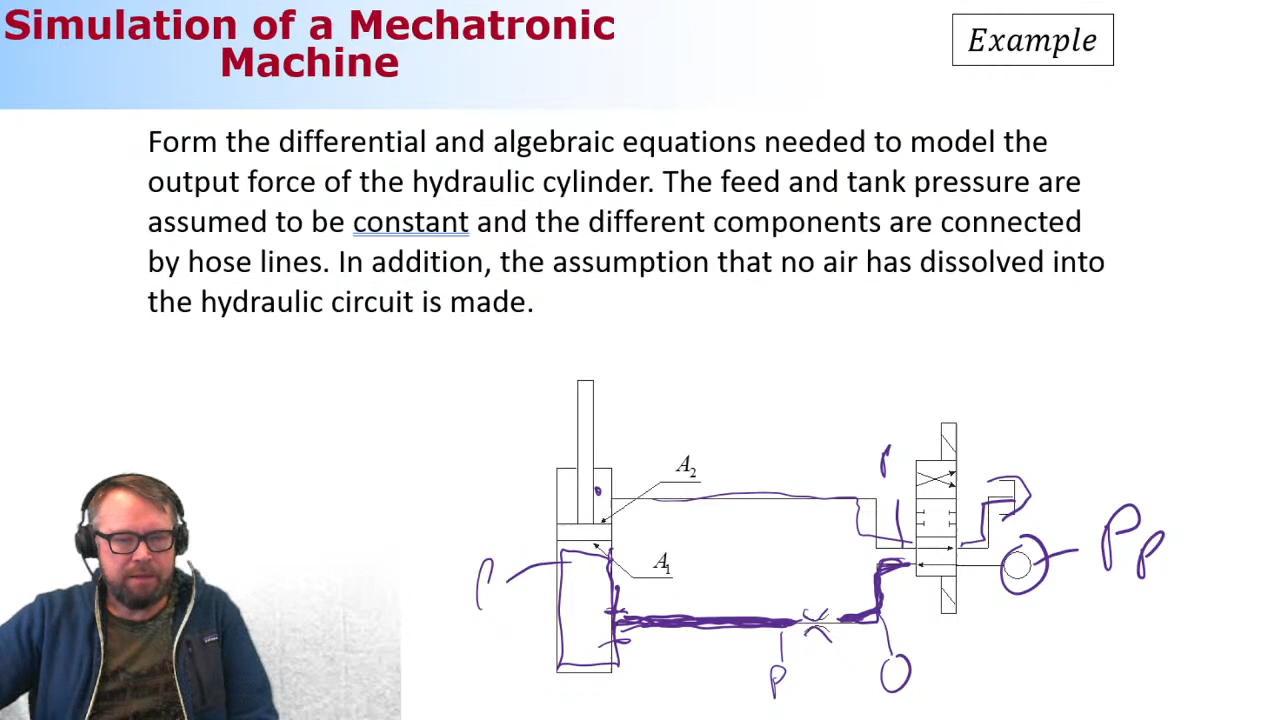 Simulation of a Mechatronic
Machine
Example
Form the differential and algebraic equations needed to model the
output force of the hydraulic cylinder. The feed and tank pressure are
assumed to be constant and the different components are connected
by hose lines. In addition, the assumption that no air has dissolved into
the hydraulic circuit is made.
A2
A1
Pp
P